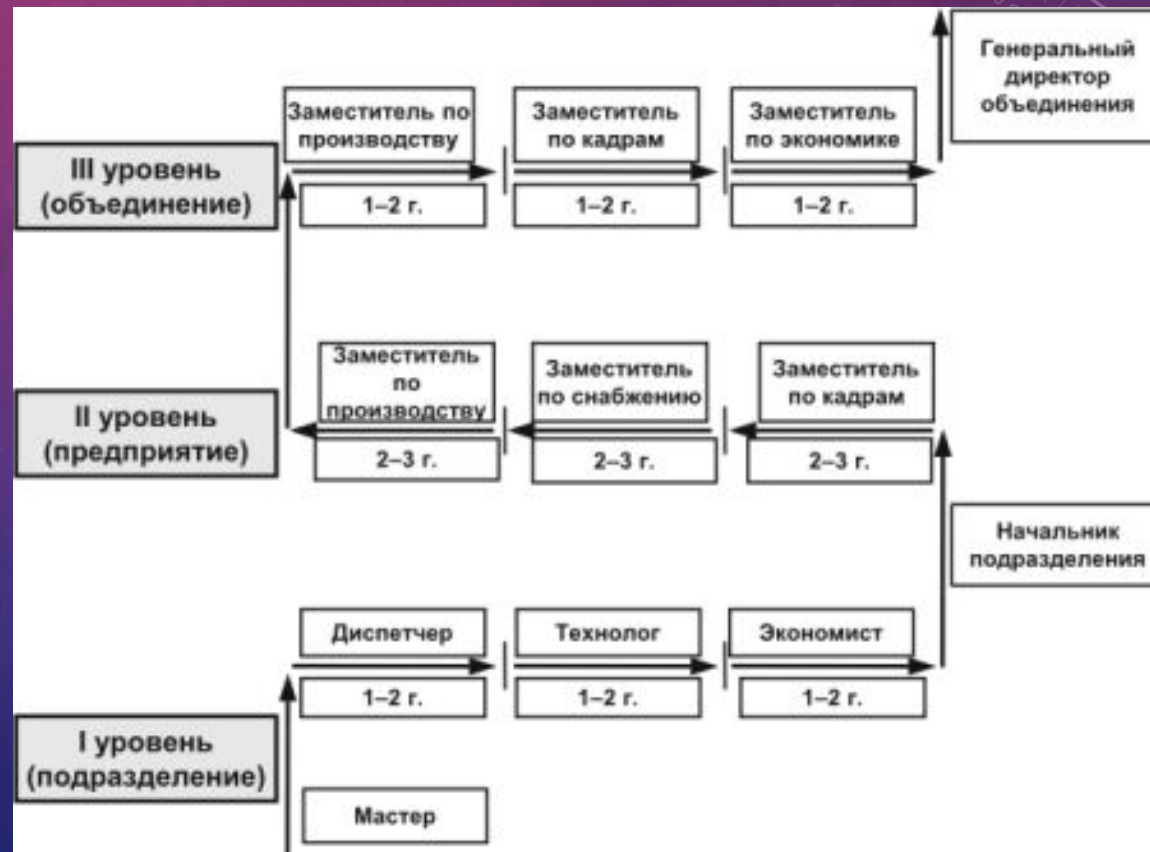 Генеральный
директор
объединения
Заместитель по
производству
Заместитель
по кадрам
Заместитель
по экономике
III уровень
(объединение)
1–2 г.
1–2 г.
1–2 г.
Заместитель
по
производству
Заместитель
по снабжению
Заместитель
по кадрам
II уровень
(предприятие)
2–3 г.
2–3 г.
2–3 г.
Начальник
подразделения
Диспетчер
Технолог
Экономист
1–2 г.
1–2 г.
1–2 г.
I уровень
(подразделение)
Мастер